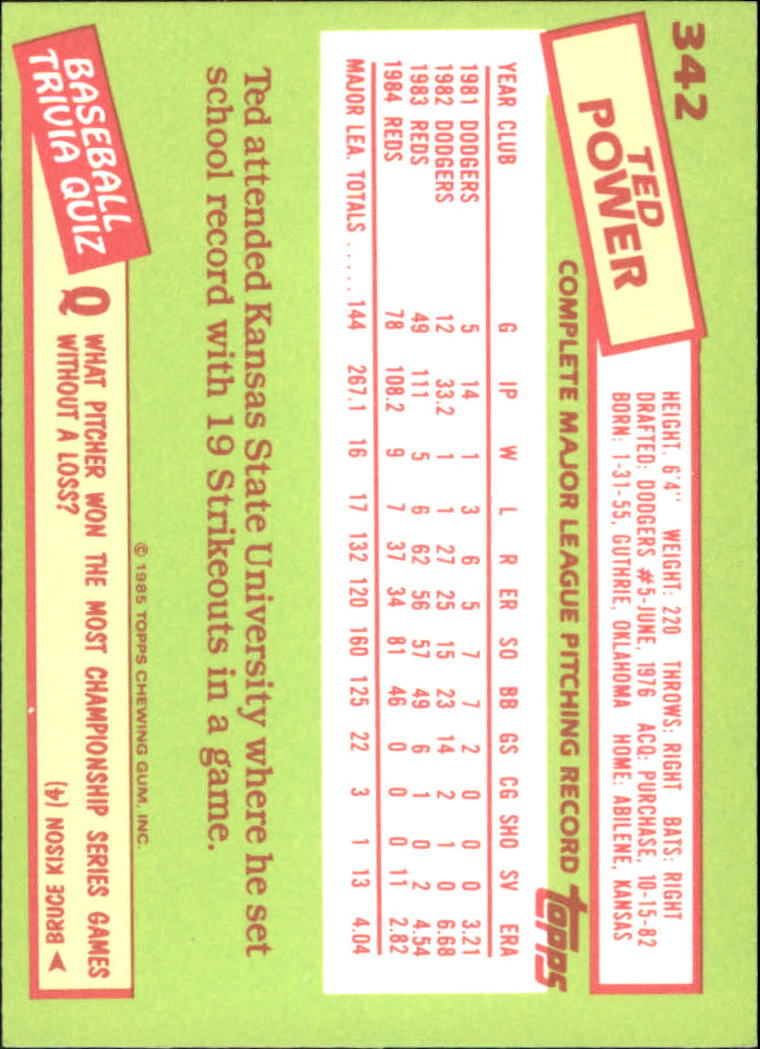 342
TED
POWER
HEIGHT: 6'4" WEIGHT: 220 THROWS: RIGHT BATS: RIGHT
DRAFTED: DODGERS #5-JUNE, 1976 ACQ: PURCHASE, 10-15-82
BORN: 1-31-55, GUTHRIE, OKLAHOMA HOME: ABILENE, KANSAS
COMPLETE MAJOR LEAGUE PITCHING RECORD topps
YEAR CLUB G IP W L R ER SO BB GS CG SHO SV ERA
1981 DODGERS 5 14 1 3 6 5 7 7 2 0 0 0 3.21
1982 DODGERS 12 33.2 1 1 27 25 15 23 14 2 1 0 6.68
1983 REDS 49 111 5 6 62 56 57 49 6 1 0 2 4.54
1984 REDS 78 108.2 9 7 37 34 81 46 0 0 0 11 2.82
MAJOR LEA. TOTALS ..... 144 267.1 16 17 132 120 160 125 22 3 1 13 4.04
Ted attended Kansas State University where he set
school record with 19 Strikeouts in a game.
© 1985 TOPPS CHEWING GUM, INC.
BASEBALL
TRIVIA QUIZ
Q WHAT PITCHER WON THE MOST CHAMPIONSHIP SERIES GAMES
WITHOUT A LOSS?
BRUCE KISON (4)